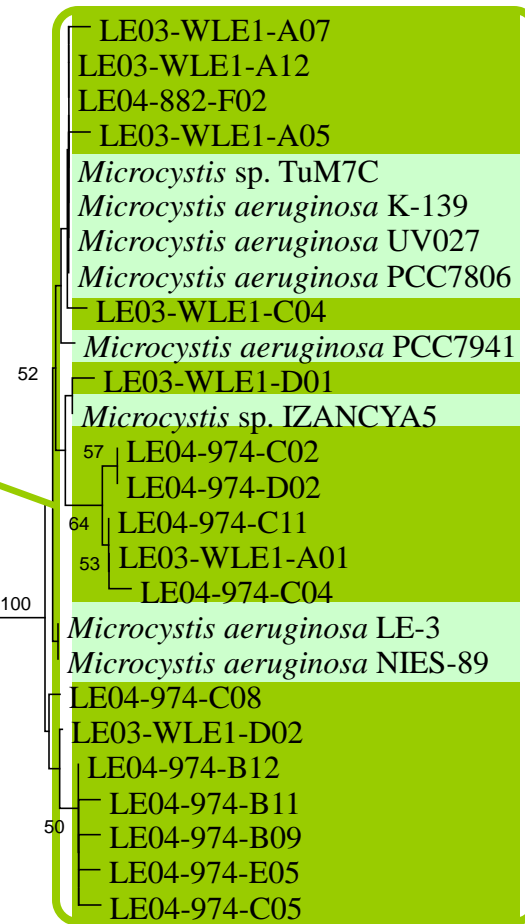 LE03-WLE1-A07
LE03-WLE1-A12
LE04-882-F02
LE03-WLE1-A05
Microcystis sp. TuM7C
Microcystis aeruginosa K-139
Microcystis aeruginosa UV027
Microcystis aeruginosa PCC7806
LE03-WLE1-C04
Microcystis aeruginosa PCC7941
52
LE03-WLE1-D01
Microcystis sp. IZANCYA5
57
LE04-974-C02
LE04-974-D02
64
LE04-974-C11
53
LE03-WLE1-A01
LE04-974-C04
100
Microcystis aeruginosa LE-3
Microcystis aeruginosa NIES-89
LE04-974-C08
LE03-WLE1-D02
LE04-974-B12
LE04-974-B11
50
LE04-974-B09
LE04-974-E05
LE04-974-C05